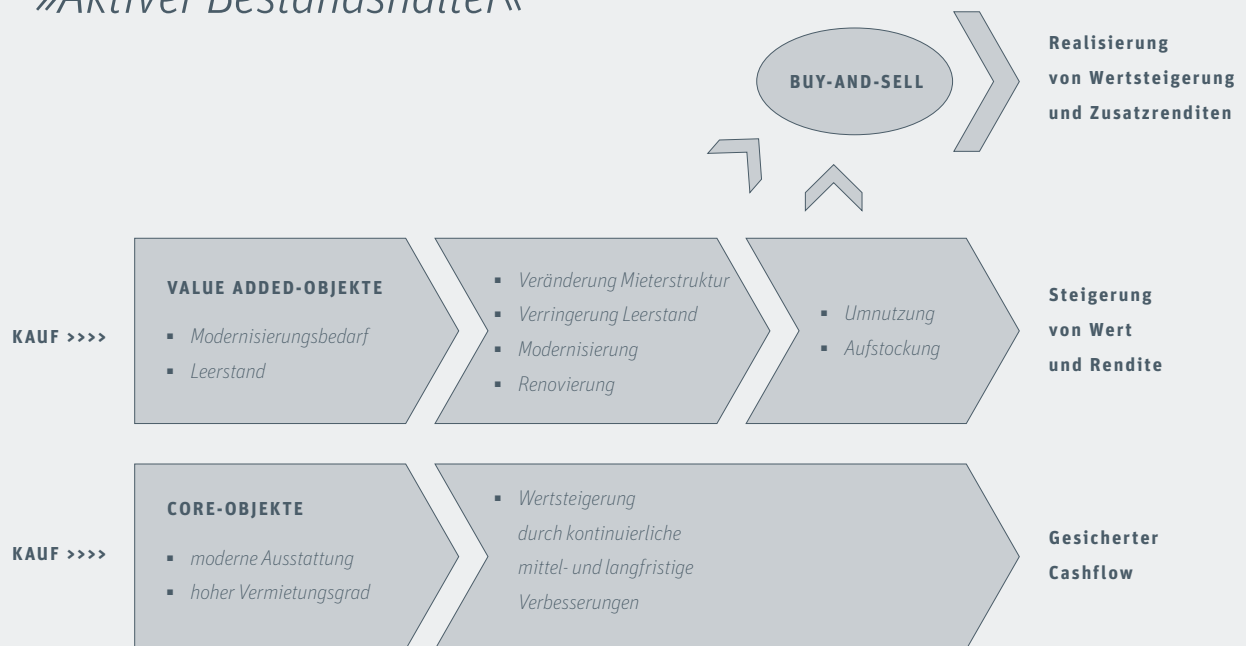 »Aktiver Bestandshalter«
BUY-AND-SELL
Realisierung
von Wertsteigerung
und Zusatzrenditen
KAUF >>>>
VALUE ADDED-OBJEKTE
▪ Modernisierungsbedarf
▪ Leerstand
▪ Veränderung Mieterstruktur
▪ Verringerung Leerstand
▪ Modernisierung
▪ Renovierung
▪ Umnutzung
▪ Aufstockung
Steigerung
von Wert
und Rendite
KAUF >>>>
CORE-OBJEKTE
▪ moderne Ausstattung
▪ hoher Vermietungsgrad
▪ Wertsteigerung
durch kontinuierliche
mittel- und langfristige
Verbesserungen
Gesicherter
Cashflow